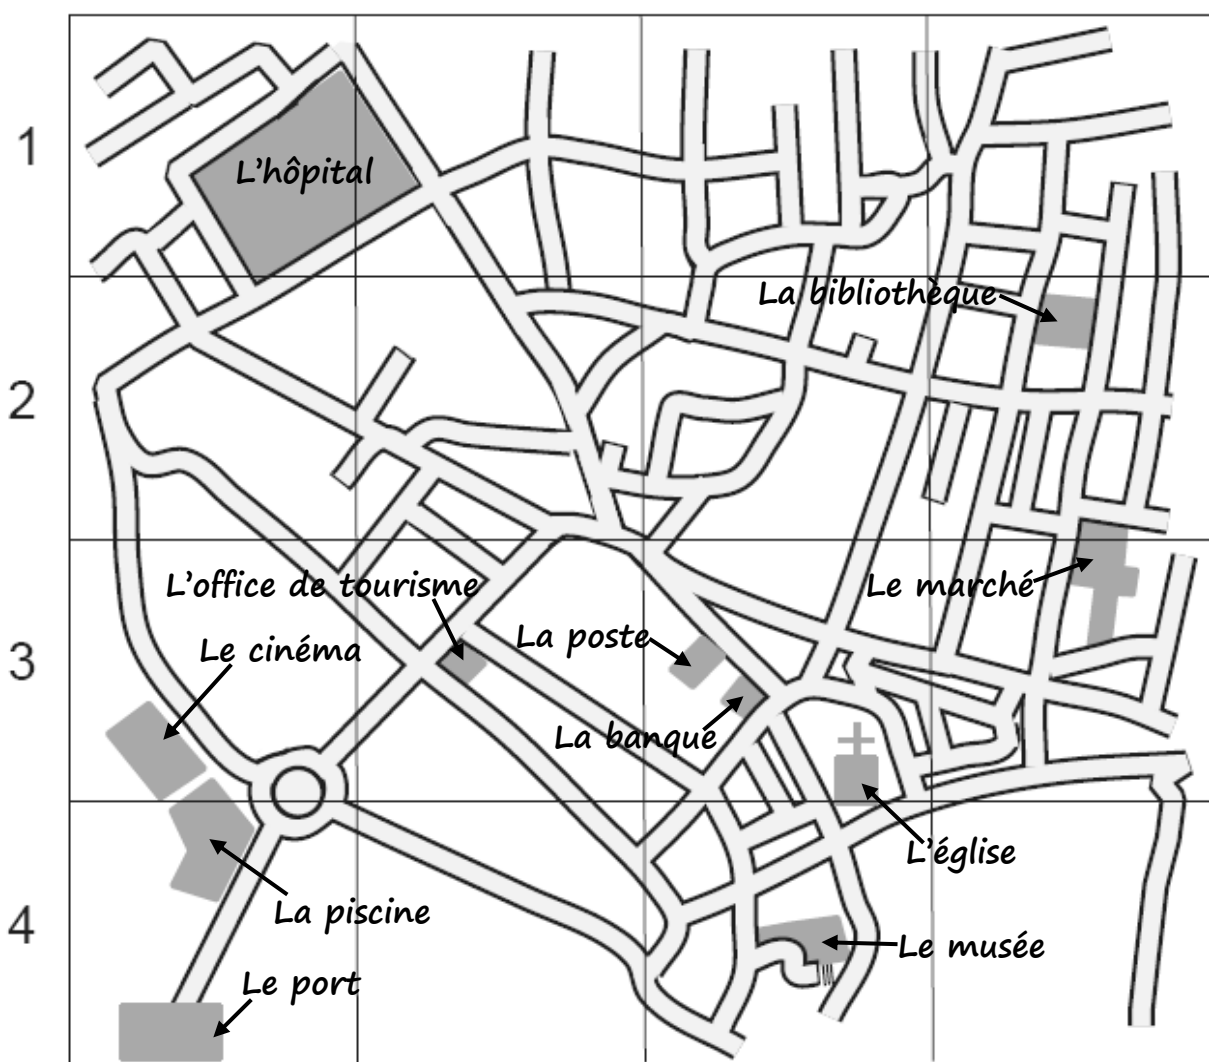 1
L'hôpital
La bibliothèque
2
L'office de tourisme
Le marché
La poste
Le cinéma
3
La banque
L'église
La piscine
4
Le musée
Le port